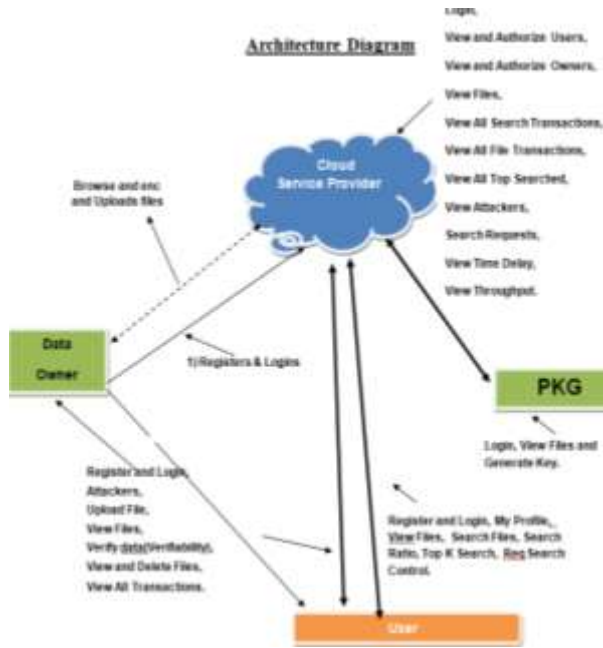 Login,
Architecture Diagram
View and Authorize Users,
View and Authorize Owners,
View Files,
View All Search Transactions,
View All File Transactions,
View All Top Searched,
View Attackers,
Search Requests,
View Time Delay,
View Throughput.
Cloud
Service Provider
Browse and enc
and Uploads files
Data
Owner
1) Registers & Logins
PKG
Login, View Files and
Generate Key.
Register and Login,
Attackers,
Upload File,
View Files,
Verify data(Verifiability),
View and Delete Files,
View All Transactions.
Register and Login, My Profile,
View Files, Search Files, Search
Ratio, Top K Search, Req Search
Control.
User